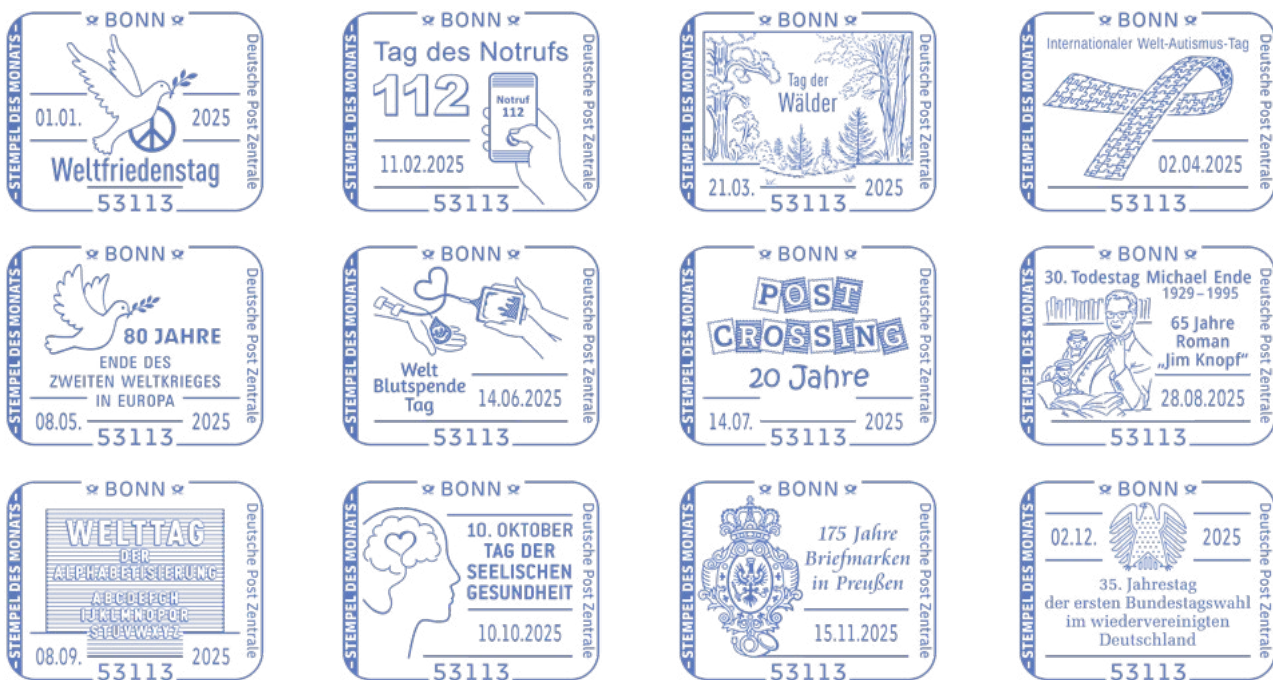 BONN
- STEMPEL DES MONATS -
Deutsche Post Zentrale
01.01. 2025
Weltfriedenstag
53113
BONN
- STEMPEL DES MONATS -
Deutsche Post Zentrale
Tag des Notrufs
112
Notruf
112
11.02.2025
53113
BONN
- STEMPEL DES MONATS -
Deutsche Post Zentrale
Tag der
Wälder
21.03. 2025
53113
BONN
- STEMPEL DES MONATS -
Deutsche Post Zentrale
Internationaler Welt-Autismus-Tag
02.04.2025
53113
BONN
- STEMPEL DES MONATS -
Deutsche Post Zentrale
80 JAHRE
ENDE DES
ZWEITEN WELTKRIEGES
IN EUROPA
08.05. 2025
53113
BONN
- STEMPEL DES MONATS -
Deutsche Post Zentrale
Welt
Blutspende
Tag
14.06.2025
53113
BONN
- STEMPEL DES MONATS -
Deutsche Post Zentrale
POST
CROSSING
20 Jahre
14.07. 2025
53113
BONN
- STEMPEL DES MONATS -
Deutsche Post Zentrale
30. Todestag Michael Ende
1929–1995
65 Jahre
Roman
„Jim Knopf“
28.08.2025
53113
BONN
- STEMPEL DES MONATS -
Deutsche Post Zentrale
WELTTAG
DER
ALPHABETISIERUNG
ABCDEFGH
IJKLMNOPQR
STUVWXYZ
08.09. 2025
53113
BONN
- STEMPEL DES MONATS -
Deutsche Post Zentrale
10. OKTOBER
TAG DER
SEELISCHEN
GESUNDHEIT
10.10.2025
53113
BONN
- STEMPEL DES MONATS -
Deutsche Post Zentrale
175 Jahre
Briefmarken
in Preußen
15.11.2025
53113
BONN
- STEMPEL DES MONATS -
Deutsche Post Zentrale
02.12. 2025
35. Jahrestag
der ersten Bundestagswahl
im wiedervereinigten
Deutschland
53113